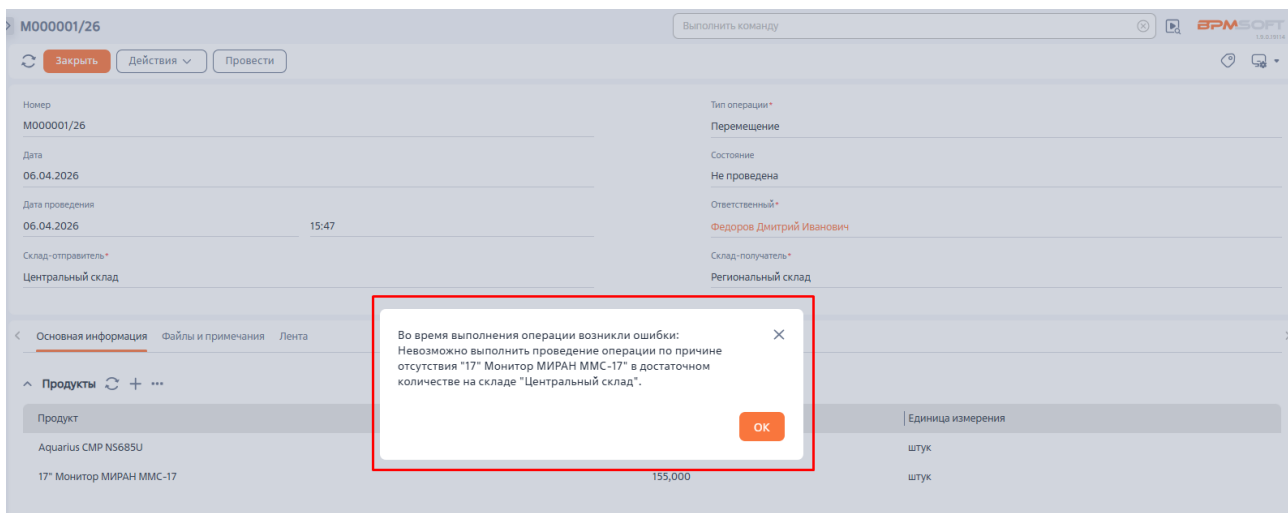 М000001/26
Выполнить команду
BPMSOFT
Закрыть
Действия
Провести
Номер
М000001/26
Тип операции*
Перемещение
Дата
06.04.2026
Состояние
Не проведена
Дата проведения
06.04.2026
15:47
Ответственный*
Федоров Дмитрий Иванович
Склад-отправитель*
Центральный склад
Склад-получатель*
Региональный склад
Основная информация
Файлы и примечания
Лента
Во время выполнения операции возникли ошибки:
Невозможно выполнить проведение операции по причине
отсутствия "17" Монитор МИРАН ММС-17" в достаточном
количестве на складе "Центральный склад".
ОК
Продукты
Продукт
Единица измерения
Aquarius CMP NS685U
штук
17" Монитор МИРАН ММС-17
155,000
штук